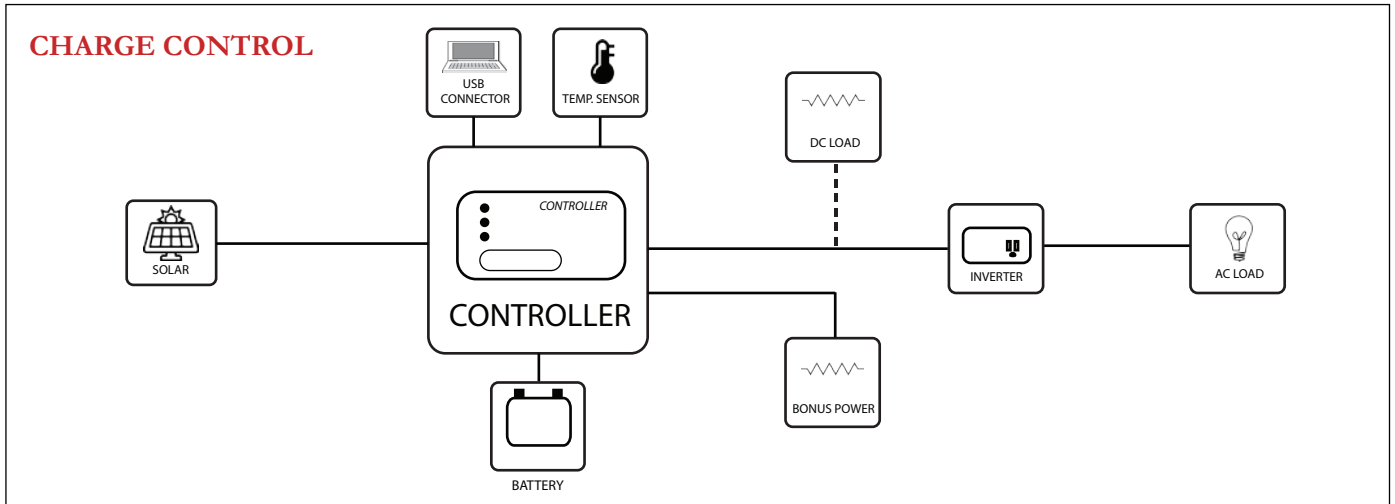 CHARGE CONTROL
USB
CONNECTOR
TEMP. SENSOR
DC LOAD
SOLAR
CONTROLLER
CONTROLLER
INVERTER
AC LOAD
BONUS POWER
BATTERY